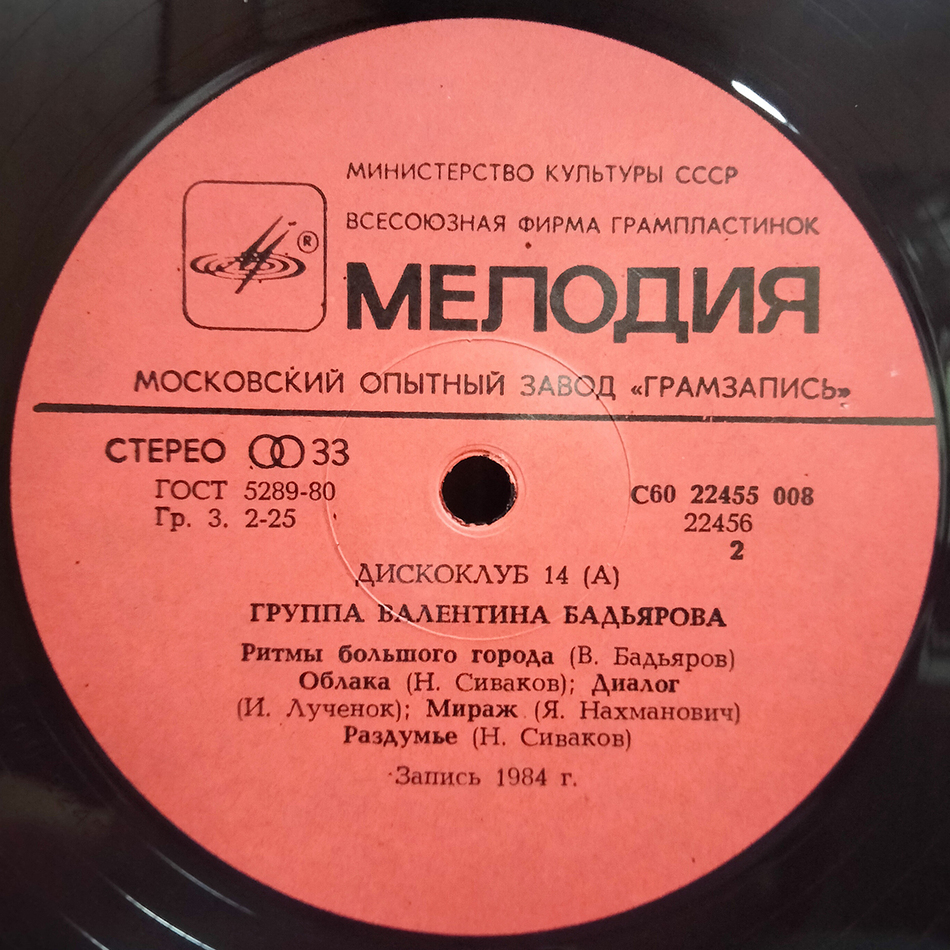 МИНИСТЕРСТВО КУЛЬТУРЫ СССР
ВСЕСОЮЗНАЯ ФИРМА ГРАМПЛАСТИНОК
®
МЕЛОДИЯ
МОСКОВСКИЙ ОПЫТНЫЙ ЗАВОД «ГРАМЗАПИСЬ»
СТЕРЕО 33
ГОСТ 5289-80
Гр. 3. 2-25
С60 22455 008
22456
2
ДИСКОКЛУБ 14 (А)
ГРУППА ВАЛЕНТИНА БАДЬЯРОВА
Ритмы большого города (В. Бадьяров)
Облака (Н. Сиваков); Диалог
(И. Лученок); Мираж (Я. Нахманович)
Раздумье (Н. Сиваков)
Запись 1984 г.